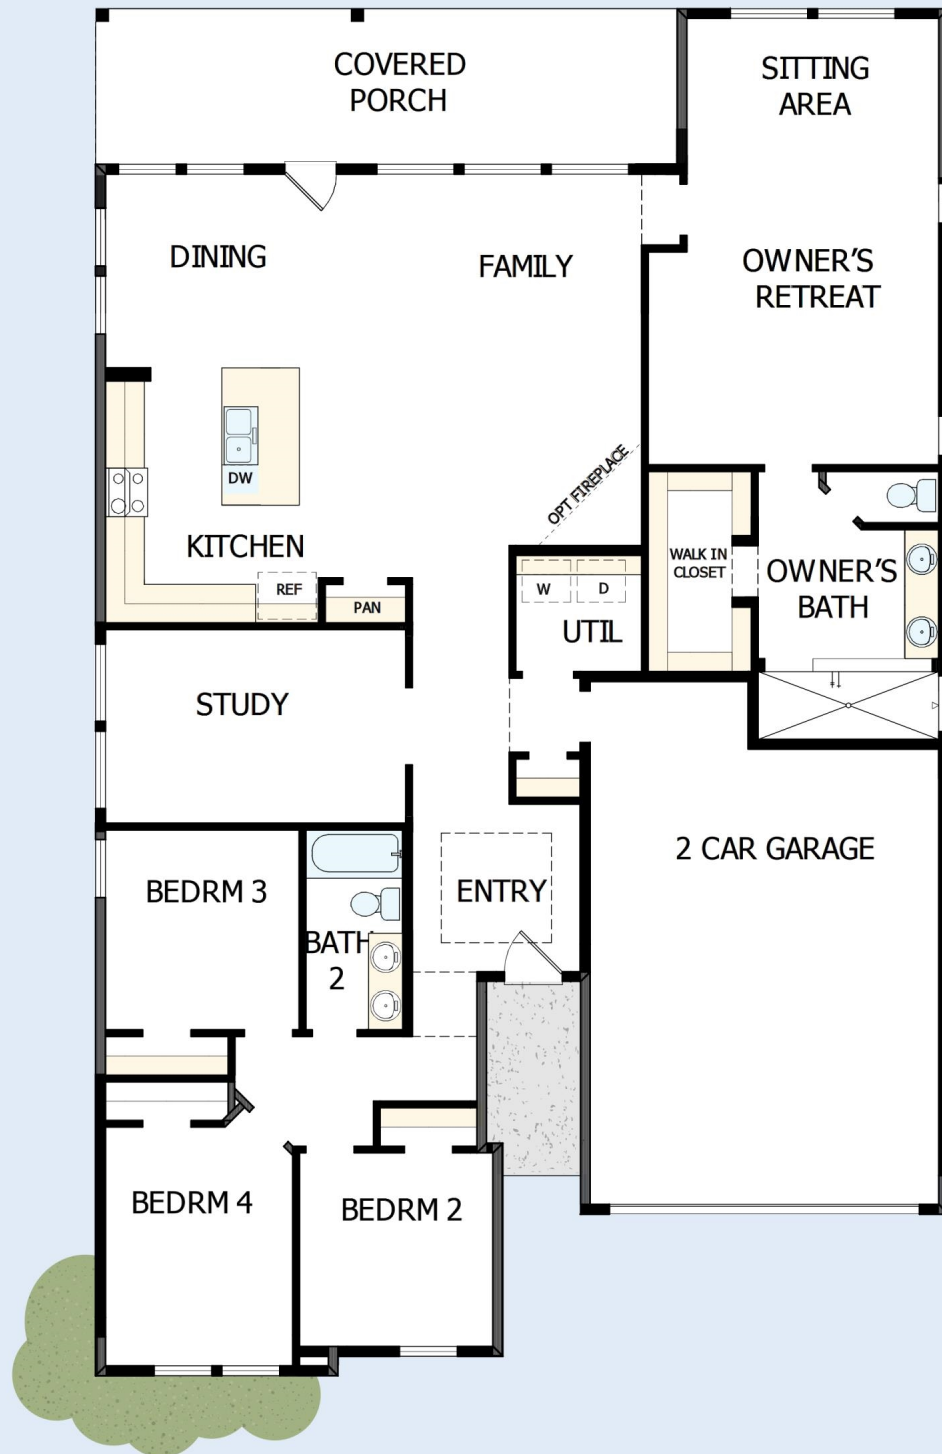 COVERED
PORCH
SITTING
AREA
DINING
FAMILY
OWNER'S
RETREAT
DW
OPT FIREPLACE
KITCHEN
REF
PAN
W
D
UTIL
WALK IN
CLOSET
OWNER'S
BATH
STUDY
2 CAR GARAGE
BEDRM 3
BATH
2
ENTRY
BEDRM 4
BEDRM 2